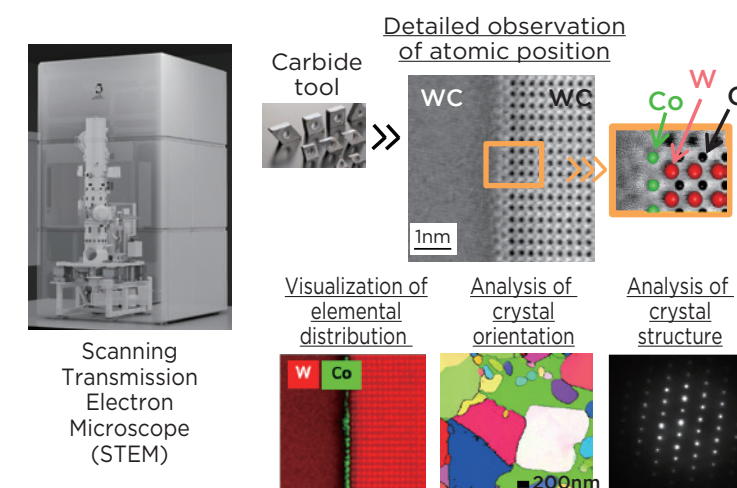 Detailed observation
of atomic position
Carbide
tool
WC
WC
W
Co
1nm
Visualization of
elemental
distribution
Analysis of
crystal
orientation
Analysis of
crystal
structure
Scanning
Transmission
Electron
Microscope
(STEM)
W
Co
200nm